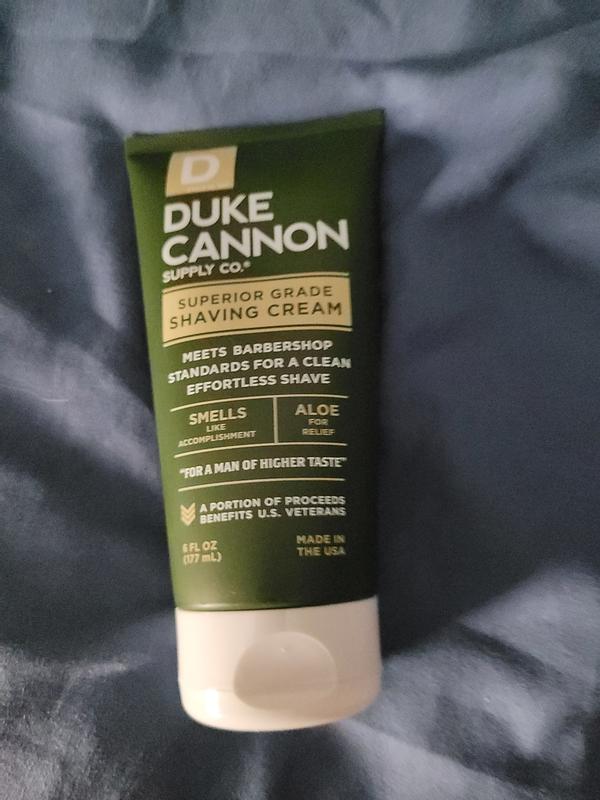 D
DUKE
CANNON
SUPPLY CO.®
SUPERIOR GRADE
SHAVING CREAM
MEETS BARBERSHOP
STANDARDS FOR A CLEAN
EFFORTLESS SHAVE
SMELLS
LIKE
ACCOMPLISHMENT
ALOE
FOR
RELIEF
"FOR A MAN OF HIGHER TASTE"
A PORTION OF PROCEEDS
BENEFITS U.S. VETERANS
6 FL OZ
(177 mL)
MADE IN
THE USA